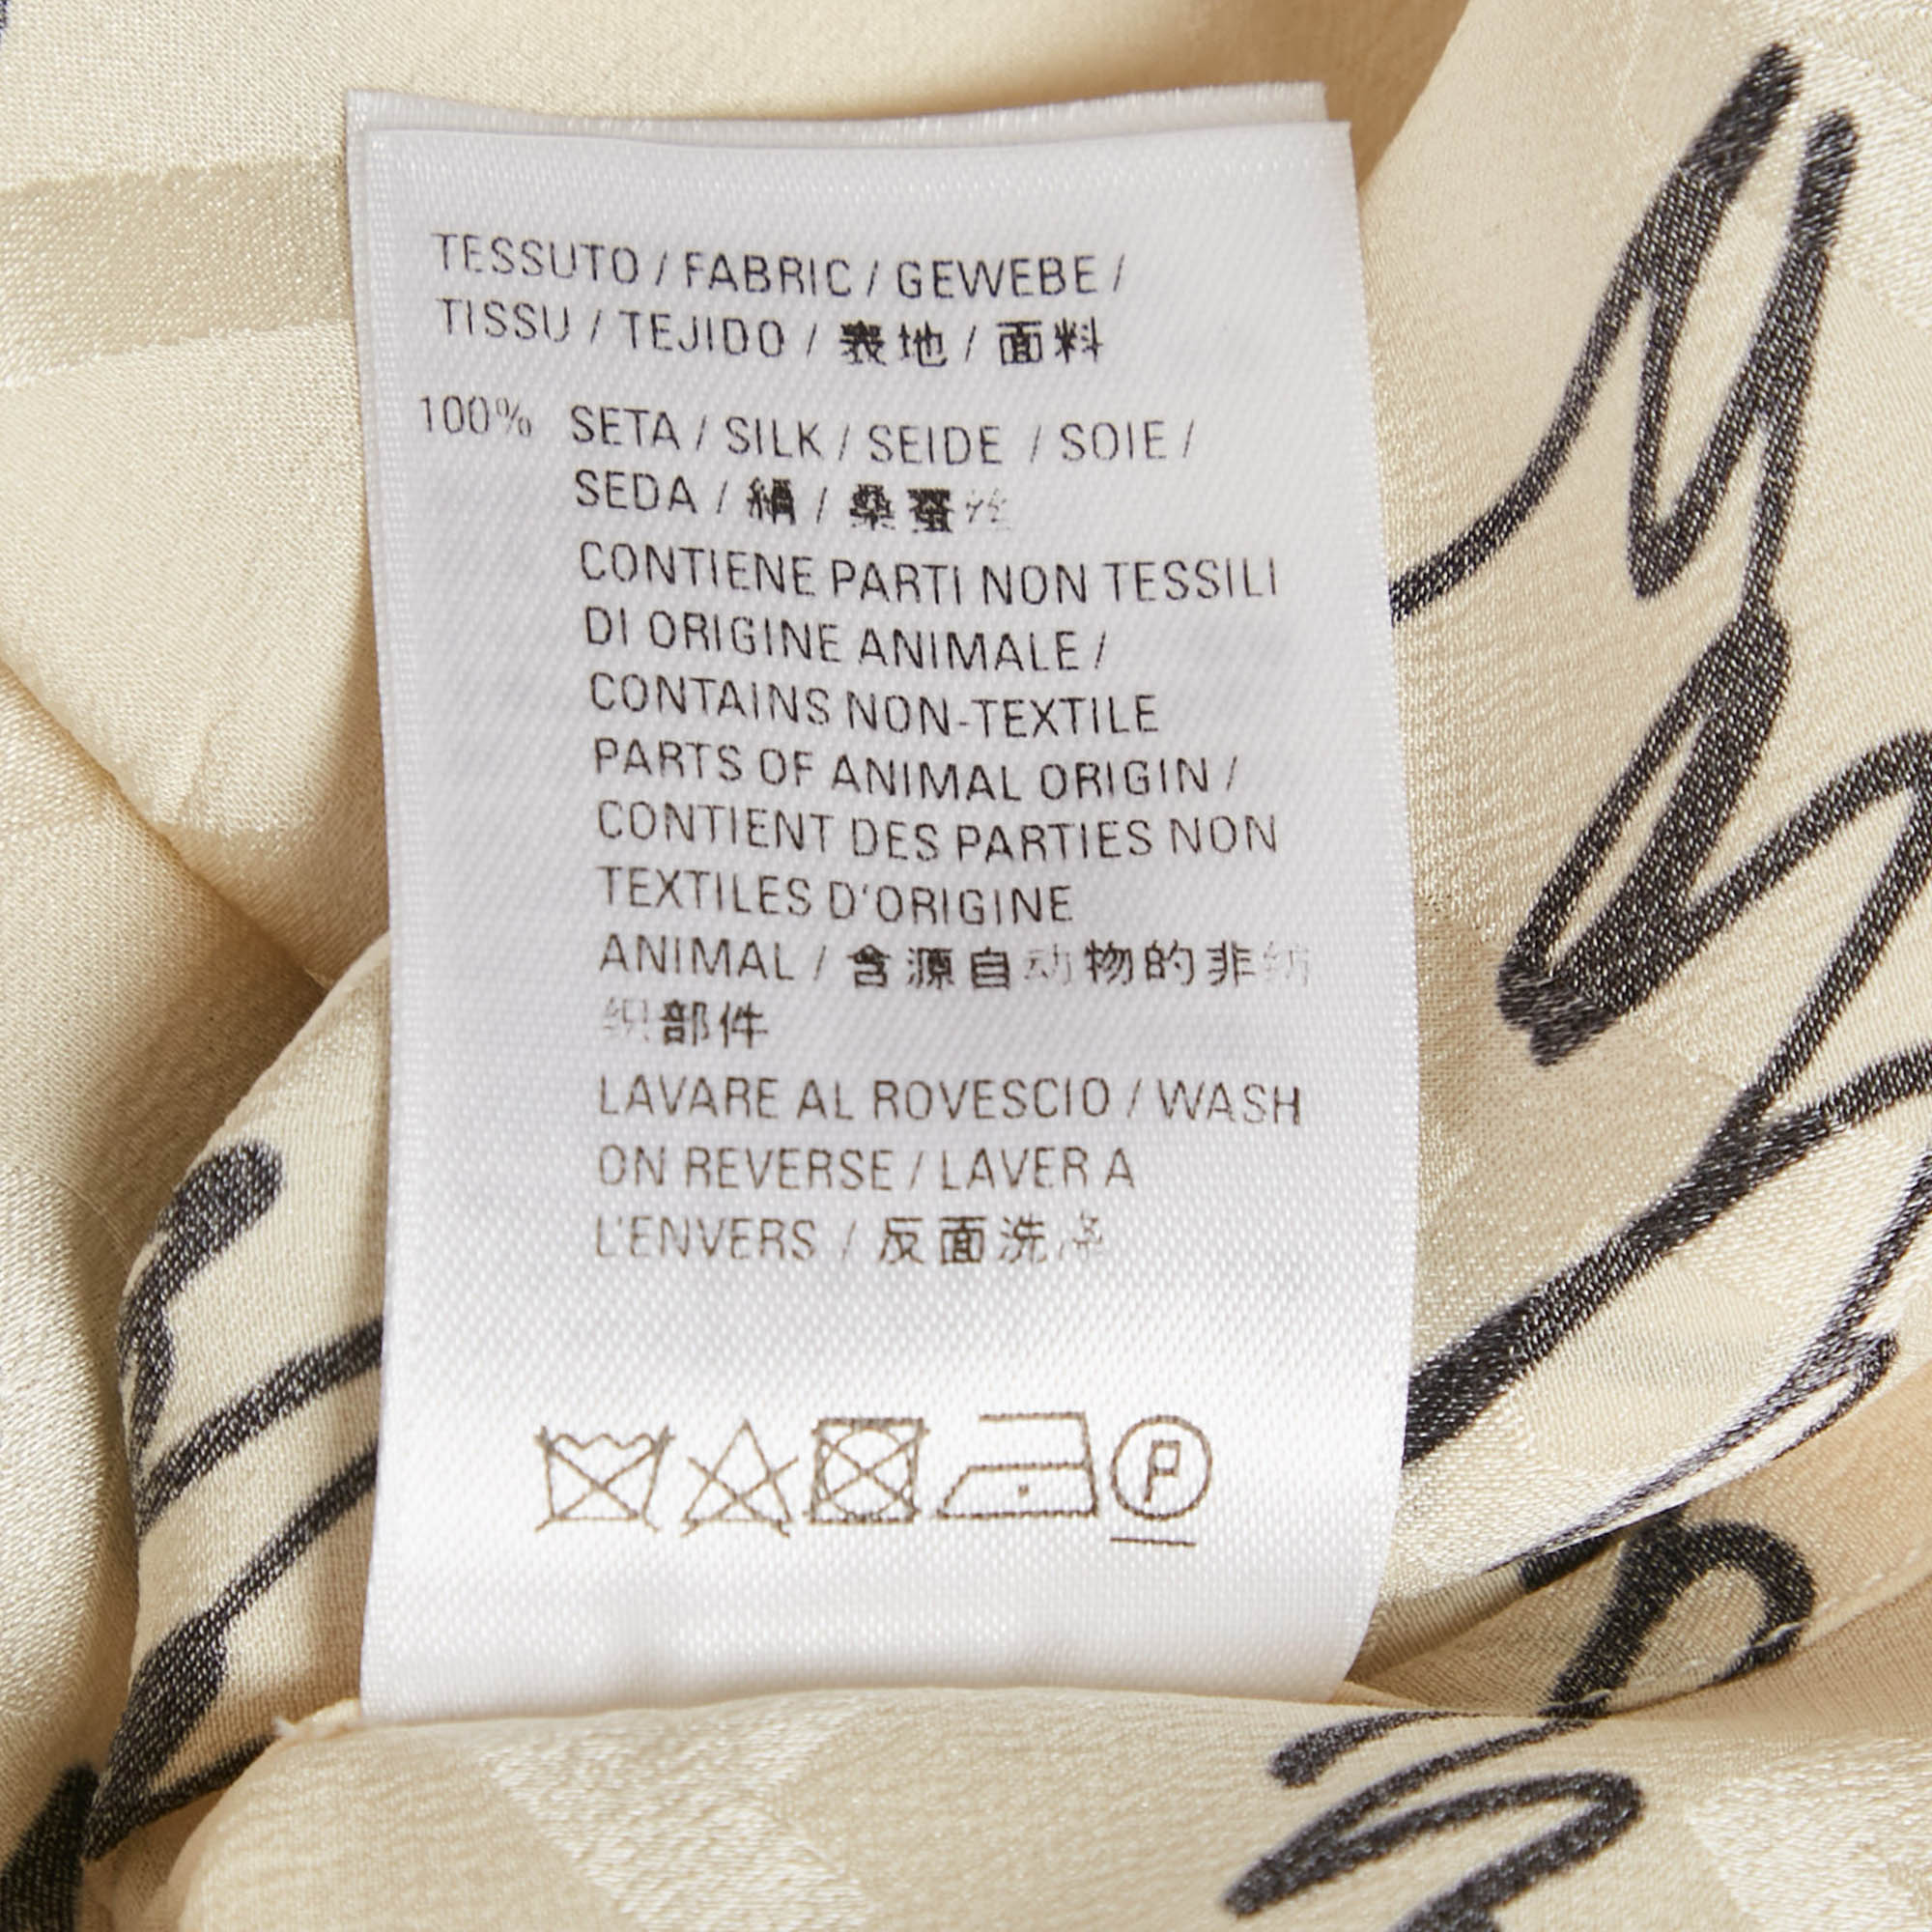 TESSUTO / FABRIC / GEWEBE /
TISSU / TEJIDO / 表地 / 面料
100% SETA / SILK / SEIDE / SOIE /
SEDA / 絹 / 桑蚕丝
CONTIENE PARTI NON TESSILI
DI ORIGINE ANIMALE /
CONTAINS NON-TEXTILE
PARTS OF ANIMAL ORIGIN /
CONTIENT DES PARTIES NON
TEXTILES D'ORIGINE
ANIMAL / 含源自动物的非纺
织部件
LAVARE AL ROVESCIO / WASH
ON REVERSE / LAVER A
L'ENVERS / 反面洗涤
P